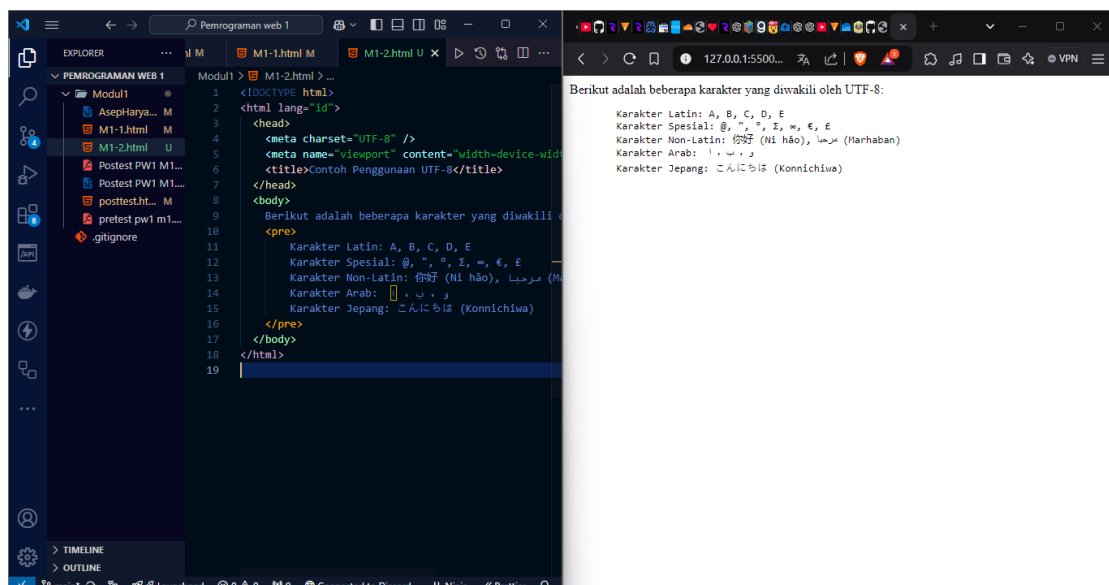 Pemrograman web 1
EXPLORER
M1-1.html M
M1-2.html U
PEMROGRAMAN WEB 1
Modul1
AsepHarya... M
M1-1.html M
M1-2.html U
Postest PW1 M1...
Postest PW1 M1....
posttest.ht... M
pretest pw1 m1....
.gitignore
TIMELINE
OUTLINE
Modul1 > M1-2.html > ...
1 <!DOCTYPE html>
2 <html lang="id">
3 <head>
4 <meta charset="UTF-8" />
5 <meta name="viewport" content="width=device-widt
6 <title>Contoh Penggunaan UTF-8</title>
7 </head>
8 <body>
9 Berikut adalah beberapa karakter yang diwakili
10 <pre>
11 Karakter Latin: A, B, C, D, E
12 Karakter Spesial: @, ", °, Σ, ∞, €, £
13 Karakter Non-Latin: 你好 (Ni hǎo), مرحبا (Ma
14 Karakter Arab: ا ، ب ، و
15 Karakter Jepang: こんにちは (Konnichiwa)
16 </pre>
17 </body>
18 </html>
19
127.0.0.1:5500...
VPN
Berikut adalah beberapa karakter yang diwakili oleh UTF-8:
Karakter Latin: A, B, C, D, E
Karakter Spesial: @, ", °, Σ, ∞, €, £
Karakter Non-Latin: 你好 (Ni hǎo), مرحبا (Marhaban)
Karakter Arab: ا ، ب ، و
Karakter Jepang: こんにちは (Konnichiwa)